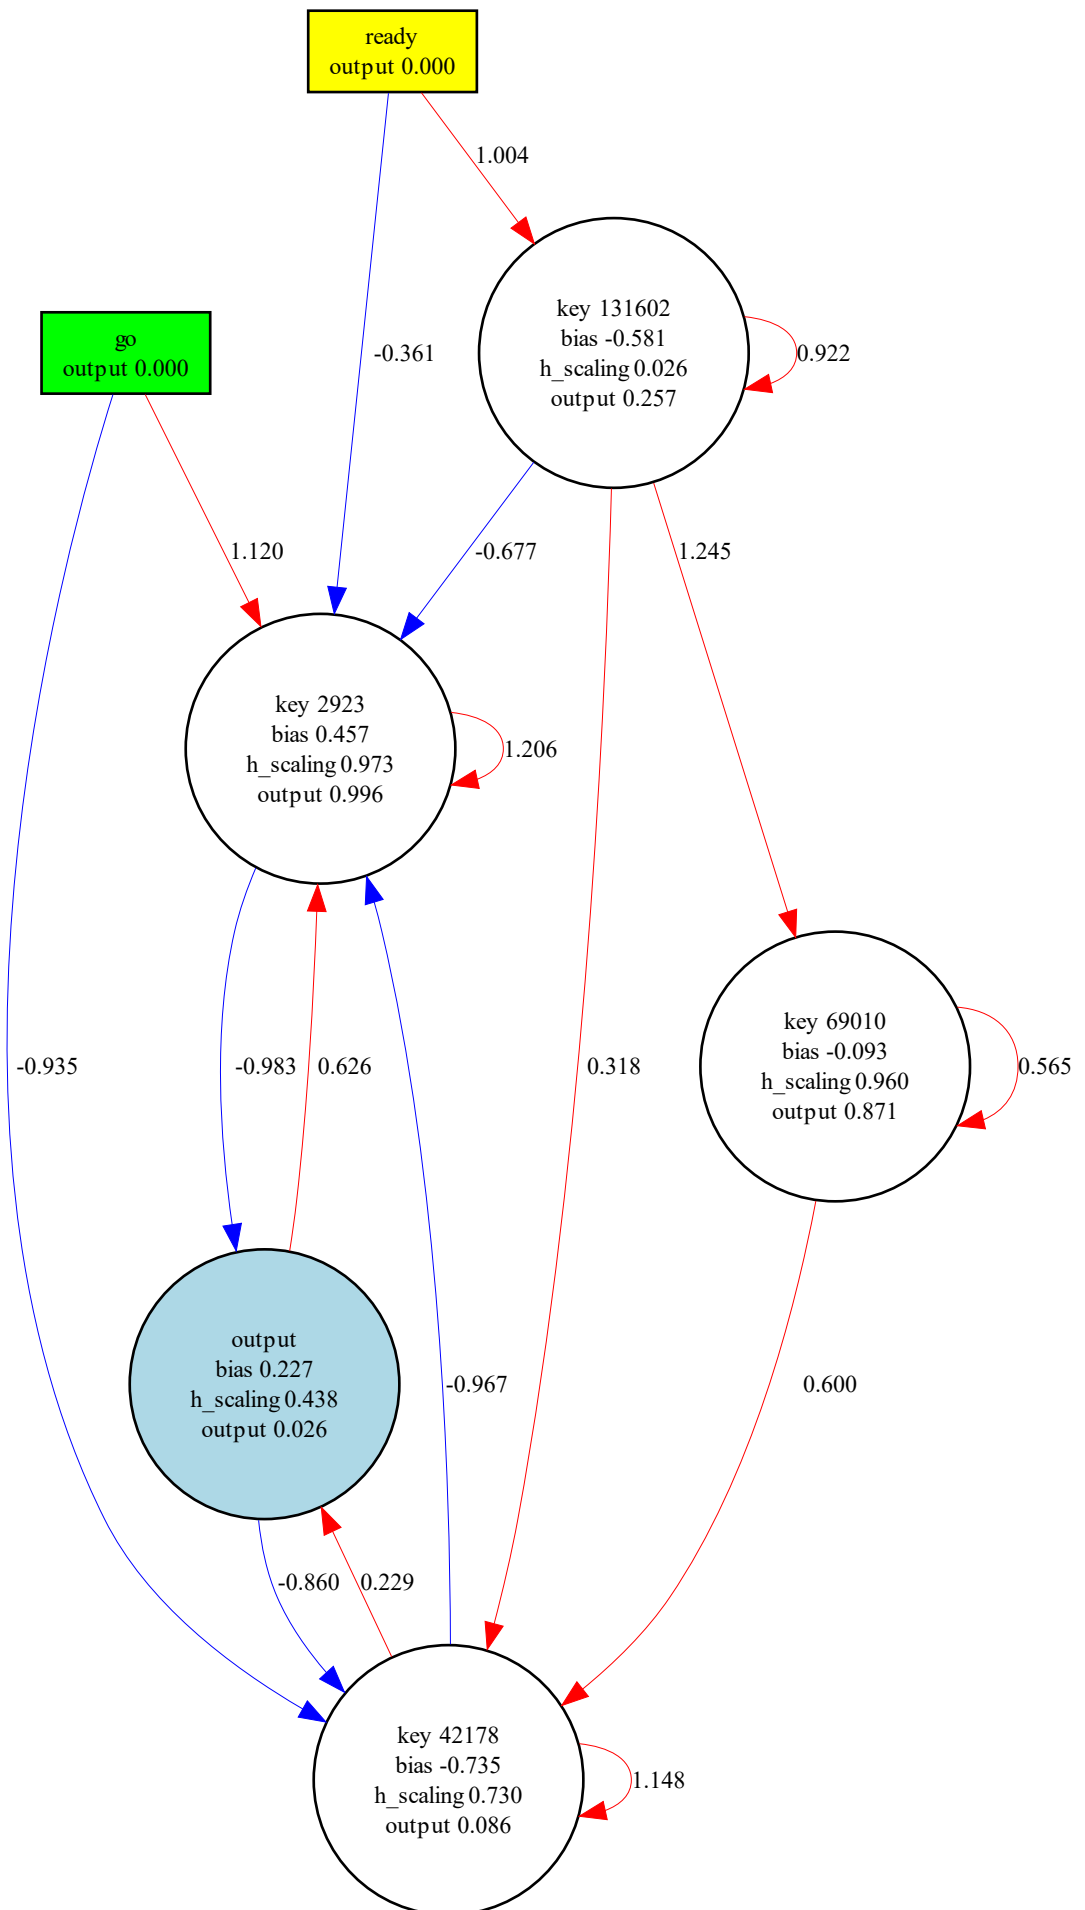 ready
output 0.000
1.004
key 131602
bias -0.581
h_scaling 0.026
output 0.257
0.922
go
output 0.000
-0.361
1.120
-0.677
1.245
key 2923
bias 0.457
h_scaling 0.973
output 0.996
1.206
key 69010
bias -0.093
h_scaling 0.960
output 0.871
0.565
-0.935
-0.983
0.626
0.318
output
bias 0.227
h_scaling 0.438
output 0.026
-0.967
0.600
-0.860
0.229
key 42178
bias -0.735
h_scaling 0.730
output 0.086
1.148